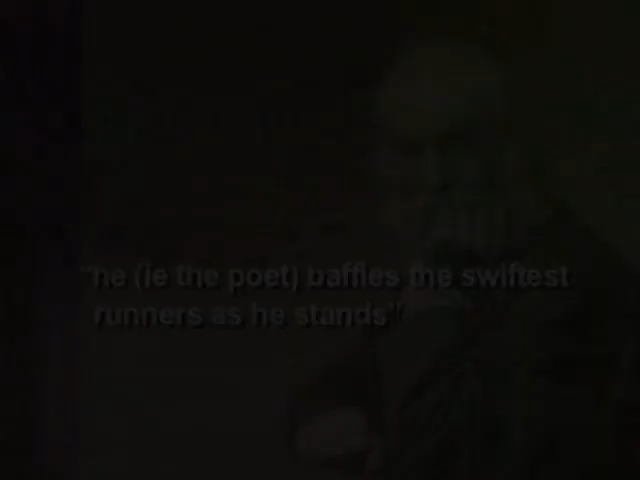 "he (ie the poet) baffles the swiftest
runners as he stands"